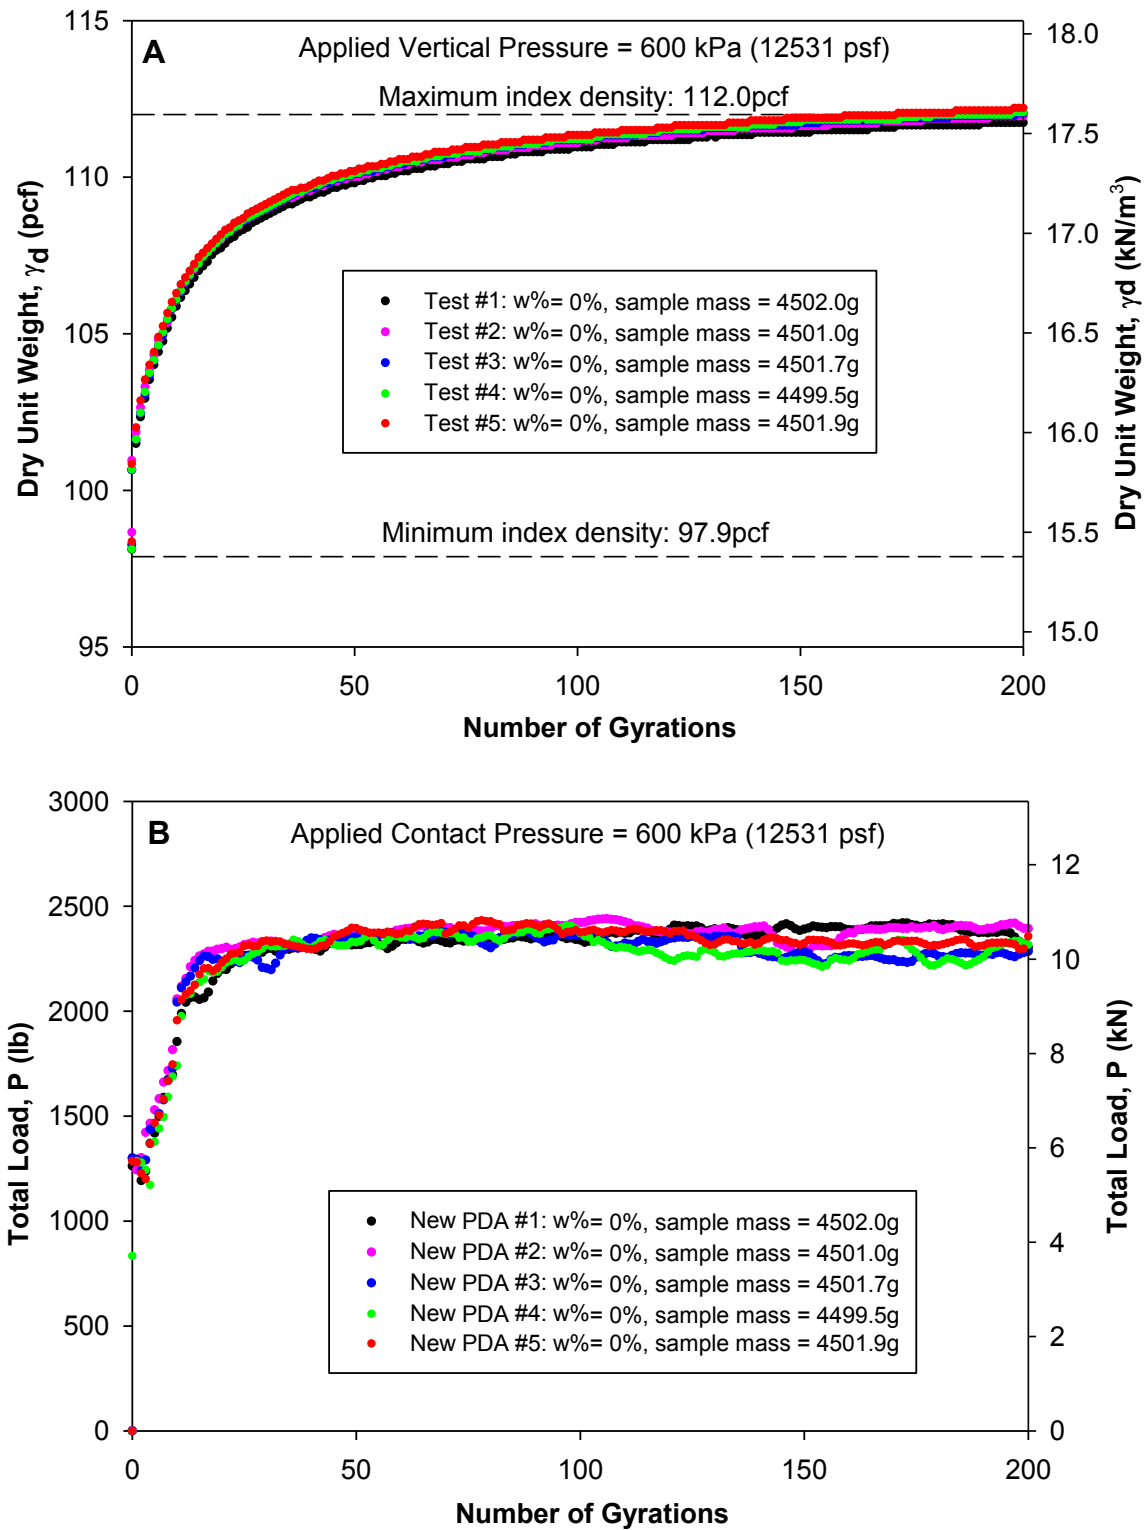 A
Applied Vertical Pressure = 600 kPa (12531 psf)
Maximum index density: 112.0pcf
Minimum index density: 97.9pcf
115
110
105
100
95
Dry Unit Weight, γd (pcf)
18.0
17.5
17.0
16.5
16.0
15.5
15.0
Dry Unit Weight, γd (kN/m³)
Test #1: w%= 0%, sample mass = 4502.0g
Test #2: w%= 0%, sample mass = 4501.0g
Test #3: w%= 0%, sample mass = 4501.7g
Test #4: w%= 0%, sample mass = 4499.5g
Test #5: w%= 0%, sample mass = 4501.9g
0 50 100 150 200
Number of Gyrations
B
Applied Contact Pressure = 600 kPa (12531 psf)
3000
2500
2000
1500
1000
500
0
Total Load, P (lb)
12
10
8
6
4
2
0
Total Load, P (kN)
New PDA #1: w%= 0%, sample mass = 4502.0g
New PDA #2: w%= 0%, sample mass = 4501.0g
New PDA #3: w%= 0%, sample mass = 4501.7g
New PDA #4: w%= 0%, sample mass = 4499.5g
New PDA #5: w%= 0%, sample mass = 4501.9g
0 50 100 150 200
Number of Gyrations